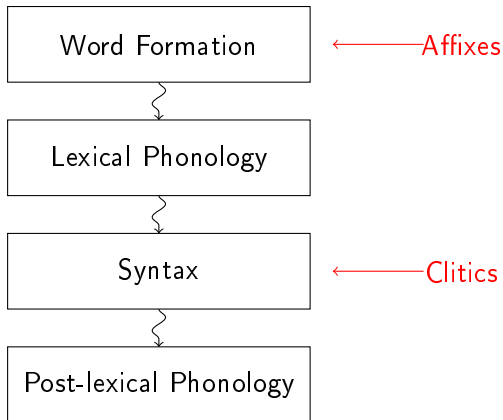 Word Formation
Affixes
Lexical Phonology
Syntax
Clitics
Post-lexical Phonology